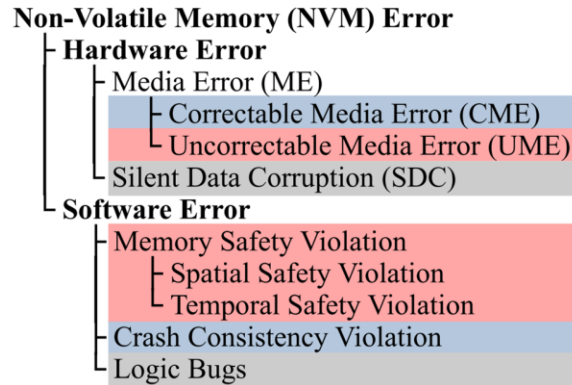 Non-Volatile Memory (NVM) Error
Hardware Error
Media Error (ME)
Correctable Media Error (CME)
Uncorrectable Media Error (UME)
Silent Data Corruption (SDC)
Software Error
Memory Safety Violation
Spatial Safety Violation
Temporal Safety Violation
Crash Consistency Violation
Logic Bugs